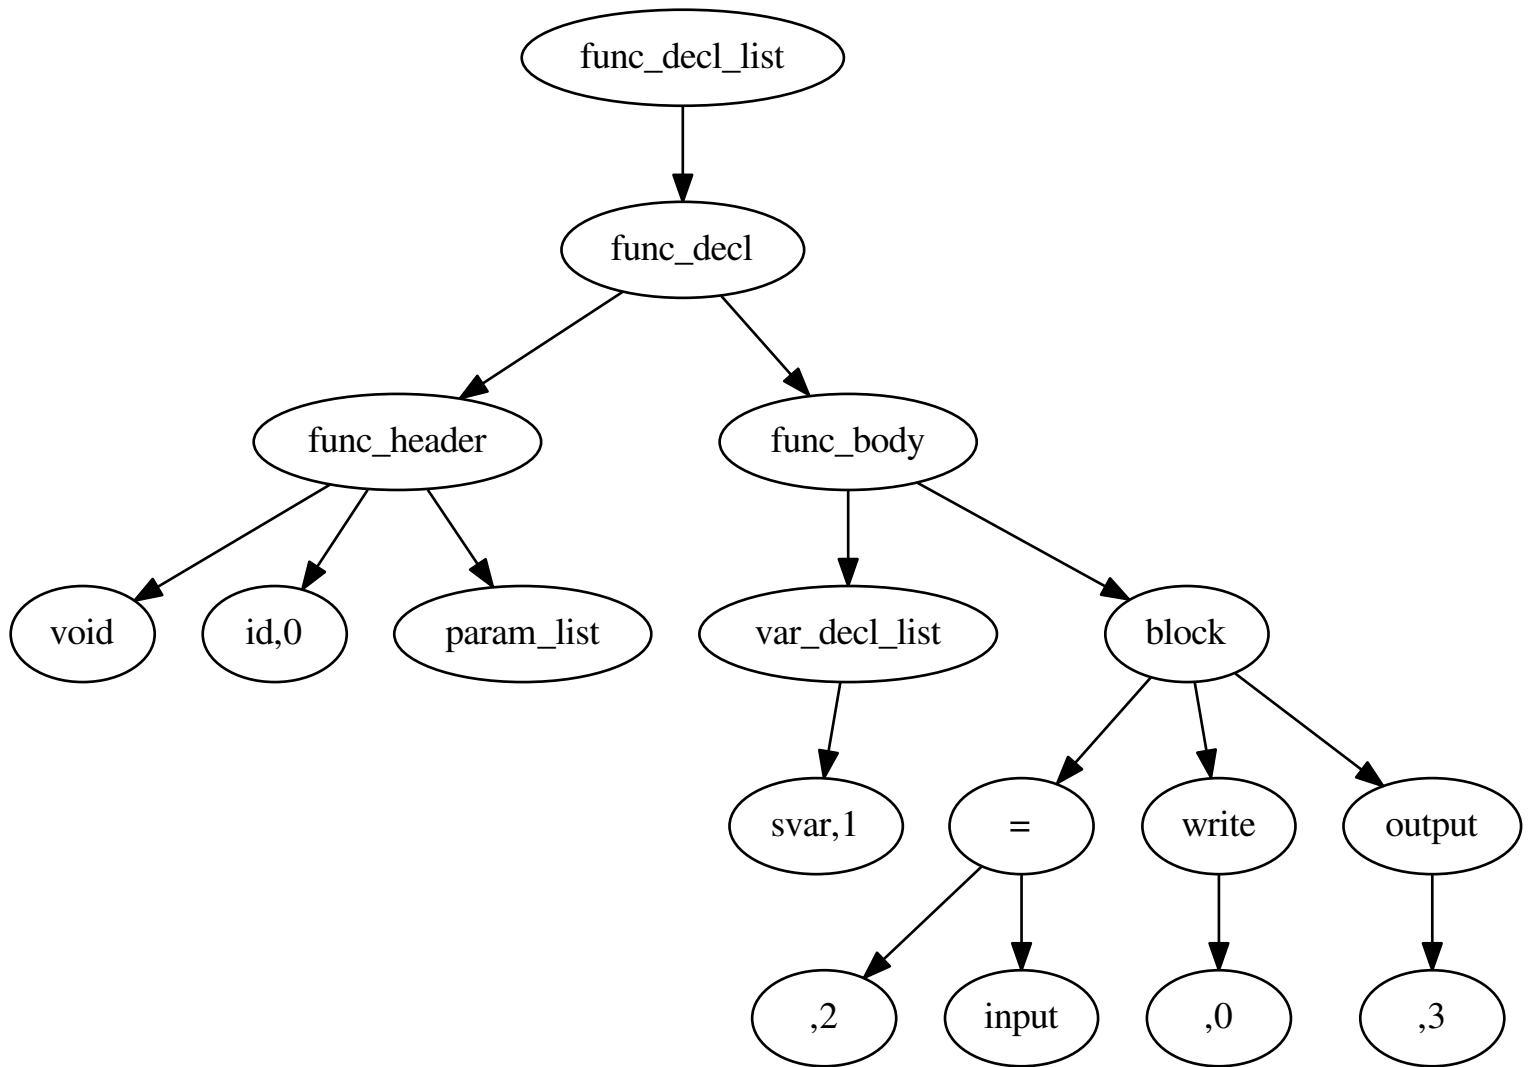 func_decl_list
func_decl
func_header
func_body
void
id,0
param_list
var_decl_list
block
svar,1
=
write
output
,2
input
,0
,3